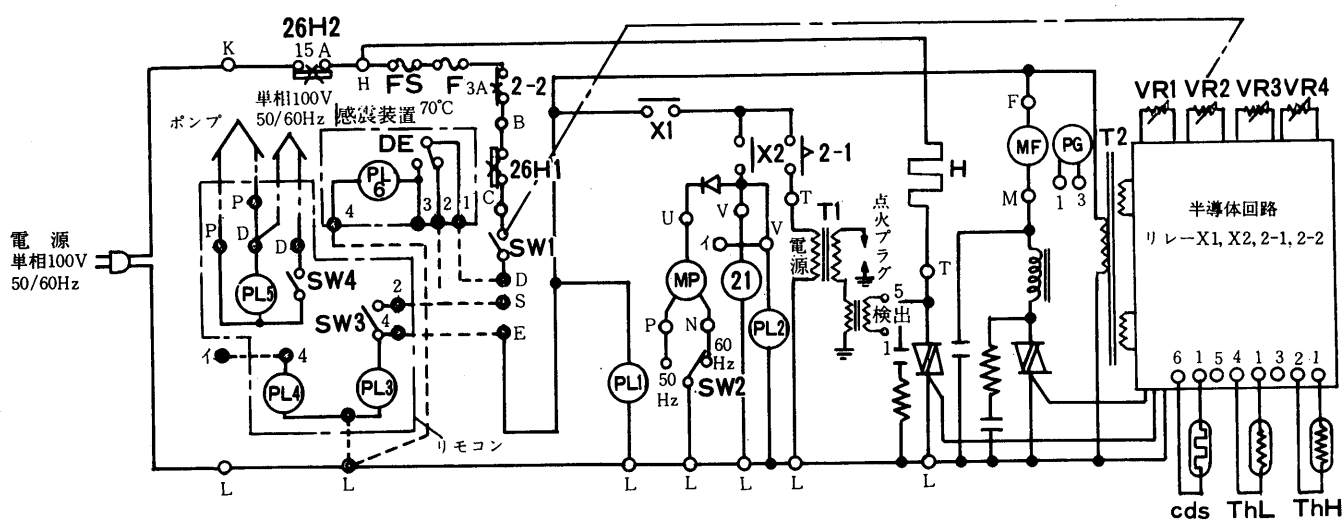 26H2
K
15 A
H
FS
F
3A
2-2
単相100V
50/60Hz
感震装置
70℃
ポンプ
DE
B
PL
6
26H1
C
4
3
2
1
SW1
P
P
D
D
電　源
単相100V
50/60Hz
PL5
SW4
2
SW3
4
D
S
E
イ
4
PL4
PL3
リモコン
L
L
X1
X2
2-1
T
U
V
V
イ
MP
21
PL2
P
N
50
Hz
60
Hz
SW2
PL1
L
L
L
L
T1
電源
点火プラグ
5
検出
1
H
T
L
F
MF
PG
M
1
3
T2
VR1
VR2
VR3
VR4
半導体回路
リレーX1, X2, 2-1, 2-2
6 1 5 4 1 3 2 1
cds
ThL
ThH